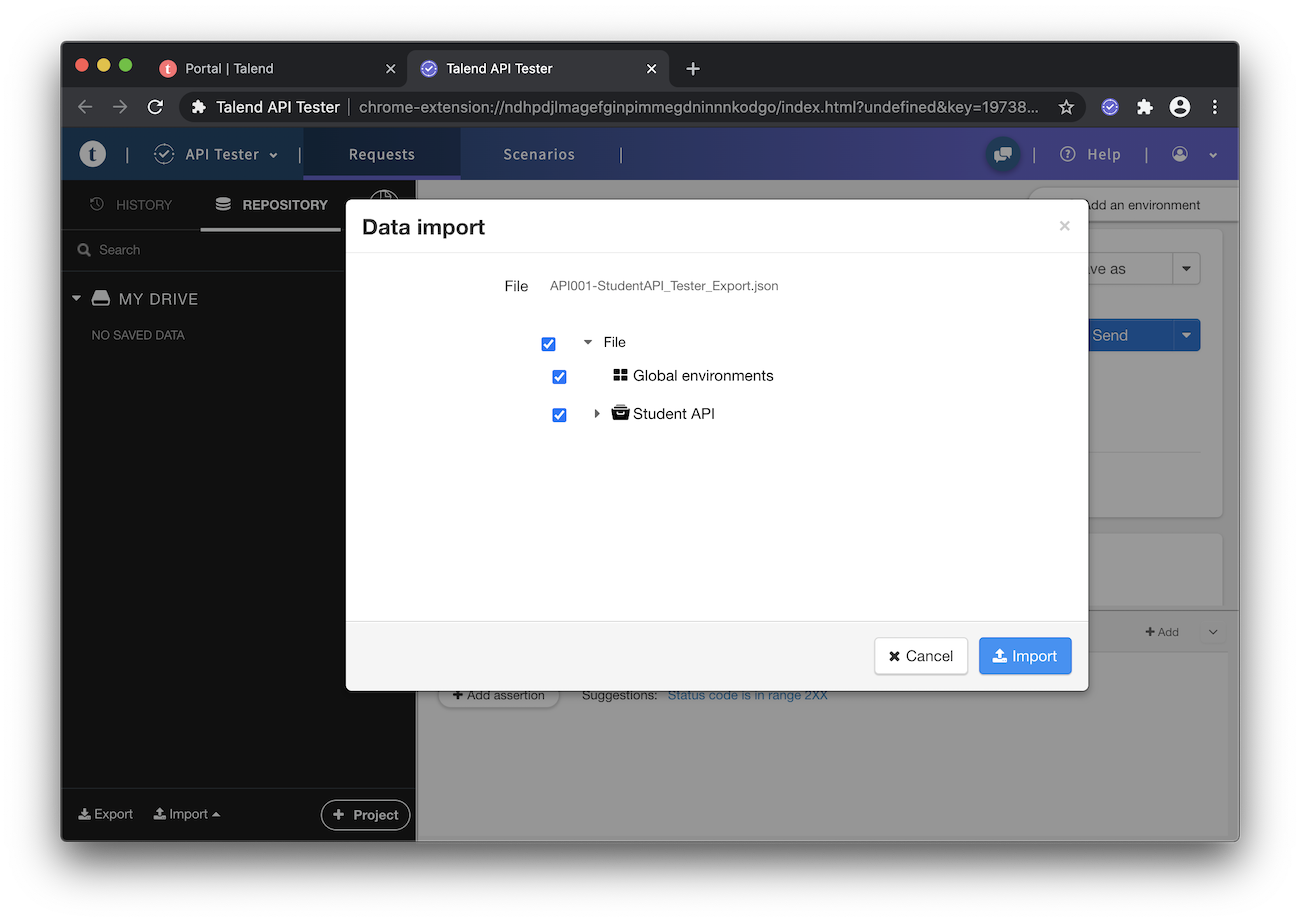 Portal | Talend
Talend API Tester
Talend API Tester | chrome-extension://ndhpdjlmagefginpimmegdninnnkodgo/index.html?undefined&key=19738...
t | API Tester | Requests Scenarios | | Help |
HISTORY REPOSITORY
Add an environment
Search
Data import
File API001-StudentAPI_Tester_Export.json
MY DRIVE
NO SAVED DATA
File
Global environments
Student API
ve as
Send
Cancel Import
+ Add
+ Add assertion Suggestions: Status code is in range 2XX
Export Import + Project